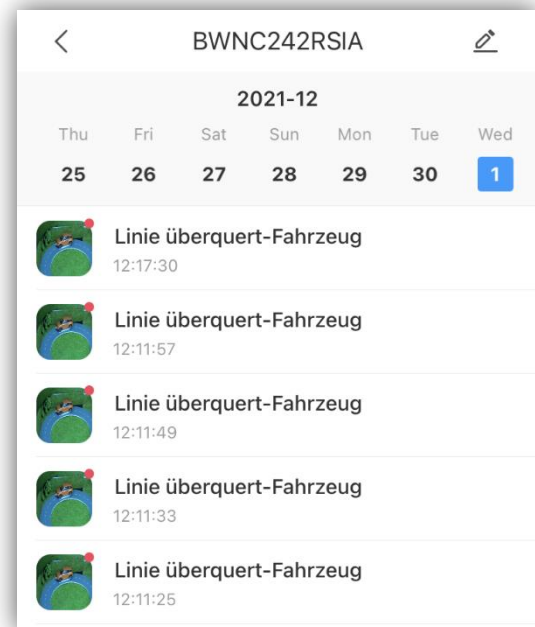 BWNC242RSIA
2021-12
Thu Fri Sat Sun Mon Tue Wed
25 26 27 28 29 30 1
Linie überquert-Fahrzeug
12:17:30
Linie überquert-Fahrzeug
12:11:57
Linie überquert-Fahrzeug
12:11:49
Linie überquert-Fahrzeug
12:11:33
Linie überquert-Fahrzeug
12:11:25